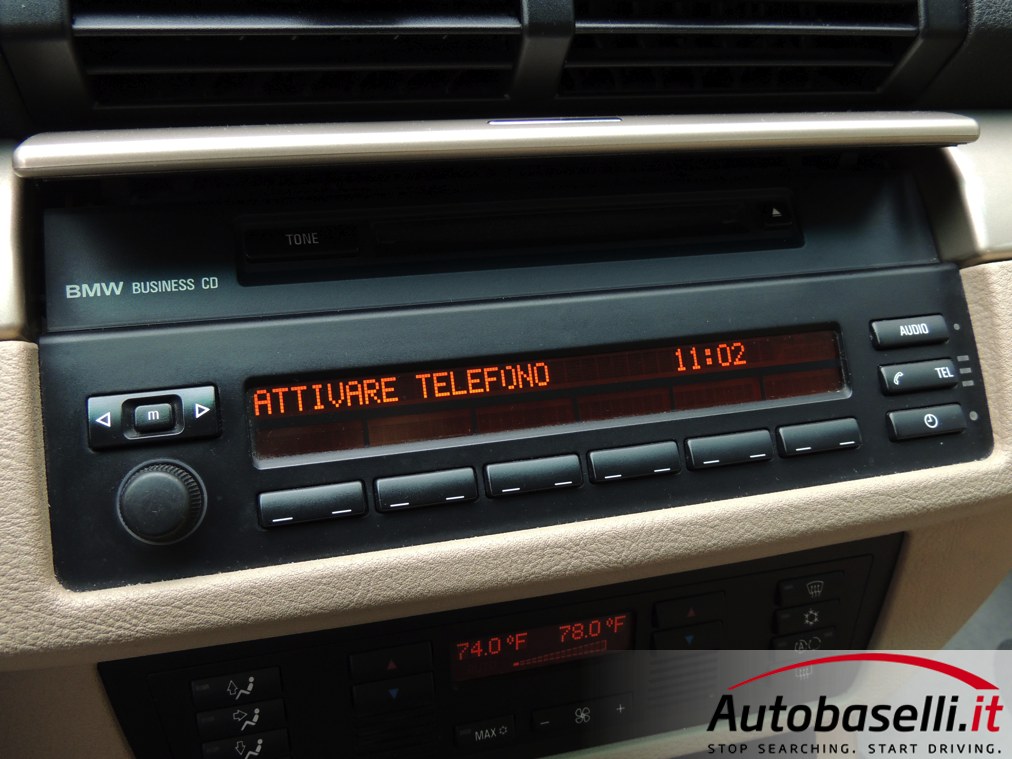 TONE
BMW BUSINESS CD
ATTIVARE TELEFONO 11:02
m
AUDIO
TEL
74.0°F 78.0°F
MAX
- +
Autobaselli.it
STOP SEARCHING. START DRIVING.